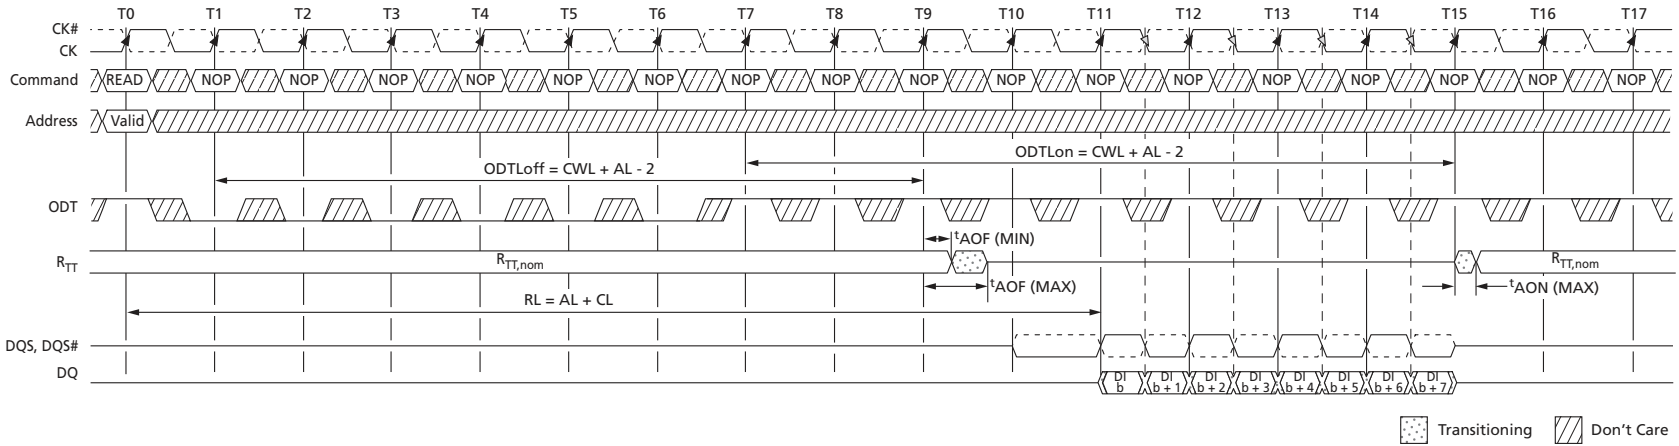 T0 T1 T2 T3 T4 T5 T6 T7 T8 T9 T10 T11 T12 T13 T14 T15 T16 T17
CK#
CK
Command READ NOP NOP NOP NOP NOP NOP NOP NOP NOP NOP NOP NOP NOP NOP NOP NOP NOP
Address Valid
ODTLon = CWL + AL - 2
ODTLoff = CWL + AL - 2
ODT
tAOF (MIN)
RTT RTT,nom RTT,nom
tAOF (MAX) tAON (MAX)
RL = AL + CL
DQS, DQS#
DQ DI b DI b + 1 DI b + 2 DI b + 3 DI b + 4 DI b + 5 DI b + 6 DI b + 7
Transitioning Don't Care